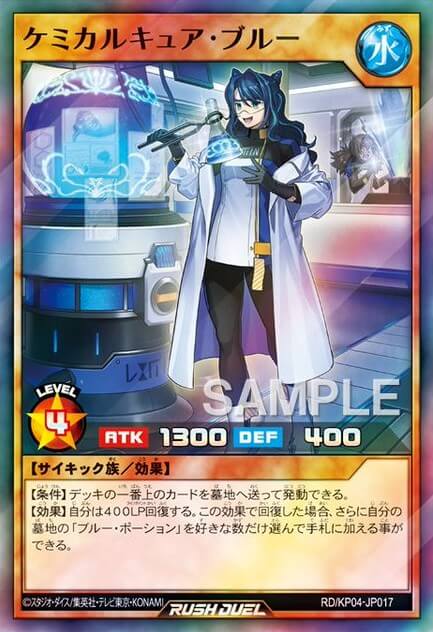 ケミカルキュア・ブルー
みず
水
LEVEL
4
SAMPLE
ATK 1300 DEF 400
【サイキック族／効果】
【条件】デッキの一番上のカードを墓地へ送って発動できる。
【効果】自分は400LP回復する。この効果で回復した場合、さらに自分の
墓地の「ブルー・ポーション」を好きな数だけ選んで手札に加える事が
できる。
©スタジオ・ダイス/集英社・テレビ東京・KONAMI
RUSH DUEL
RD/KP04-JP017